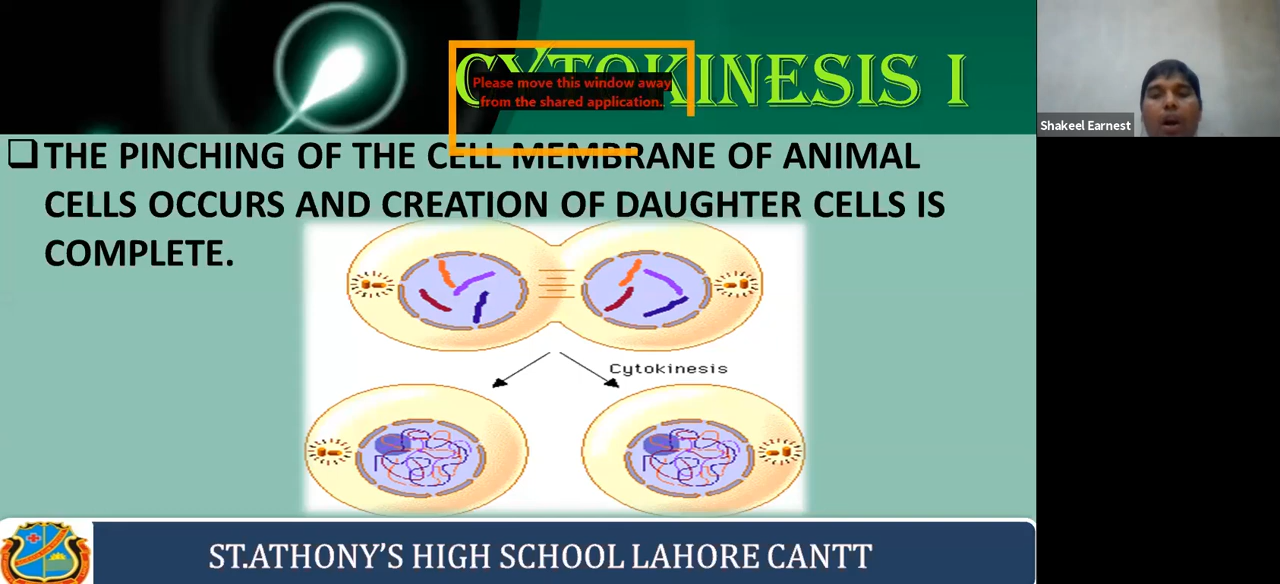 CYTOKINESIS I
Please move this window away
from the shared application.
Shakeel Earnest
THE PINCHING OF THE CELL MEMBRANE OF ANIMAL
CELLS OCCURS AND CREATION OF DAUGHTER CELLS IS
COMPLETE.
Cytokinesis
ST.ATHONY'S HIGH SCHOOL LAHORE CANTT